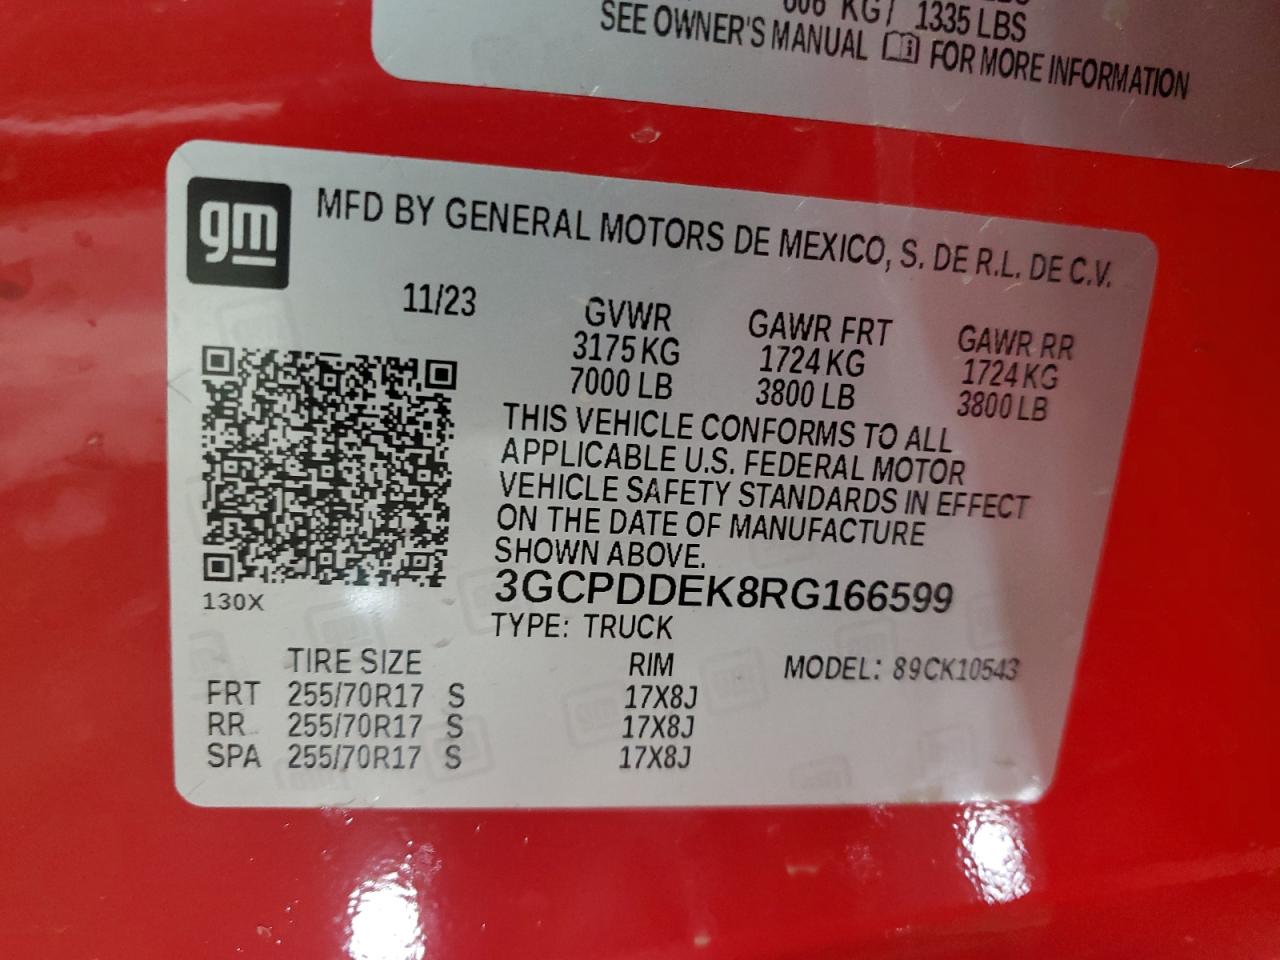 KG / 1335 LBS
SEE OWNER'S MANUAL FOR MORE INFORMATION
gm
MFD BY GENERAL MOTORS DE MEXICO, S. DE R.L. DE C.V.
11/23
GVWR GAWR FRT GAWR RR
3175 KG 1724 KG 1724 KG
7000 LB 3800 LB 3800 LB
THIS VEHICLE CONFORMS TO ALL
APPLICABLE U.S. FEDERAL MOTOR
VEHICLE SAFETY STANDARDS IN EFFECT
ON THE DATE OF MANUFACTURE
SHOWN ABOVE.
3GCPDDEK8RG166599
130X
TYPE: TRUCK
TIRE SIZE RIM MODEL: 89CK10543
FRT 255/70R17 S 17X8J
RR 255/70R17 S 17X8J
SPA 255/70R17 S 17X8J